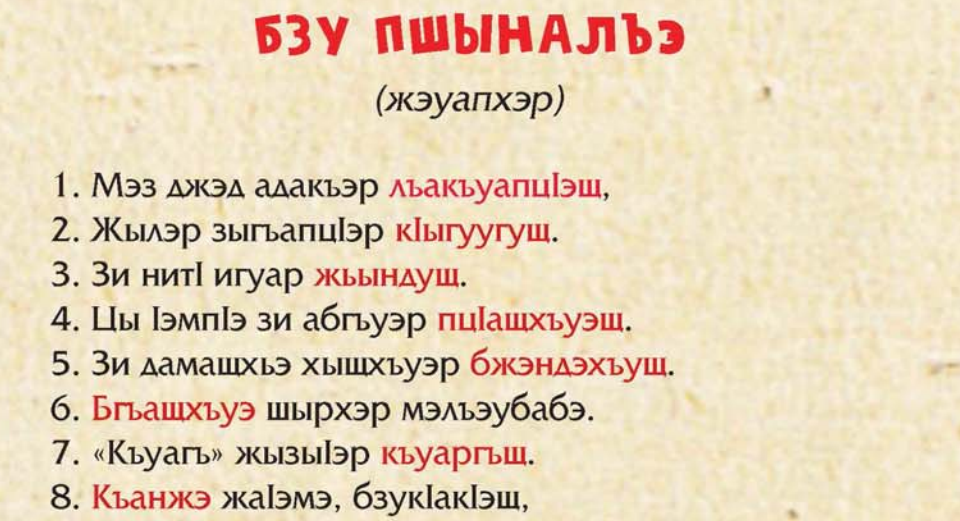 БЗУ ПШЫНАЛЪЭ
(жэуапхэр)
1. Мэз джэд адакъэр лъакъуапцӏэщ,
2. Жылэр зыгъапцӏэр кӏыгуугущ.
3. Зи нитӏ игуар жьындущ.
4. Цы ӏэмпӏэ зи абгъуэр пцӏащхъуэщ.
5. Зи дамащхьэ хыщхъуэр бжэндэхъущ.
6. Бгъащхъуэ шырхэр мэлъэубабэ.
7. «Къуагъ» жызыӏэр къуаргъщ.
8. Къанжэ жаӏэмэ, бзукӏакӏэщ,